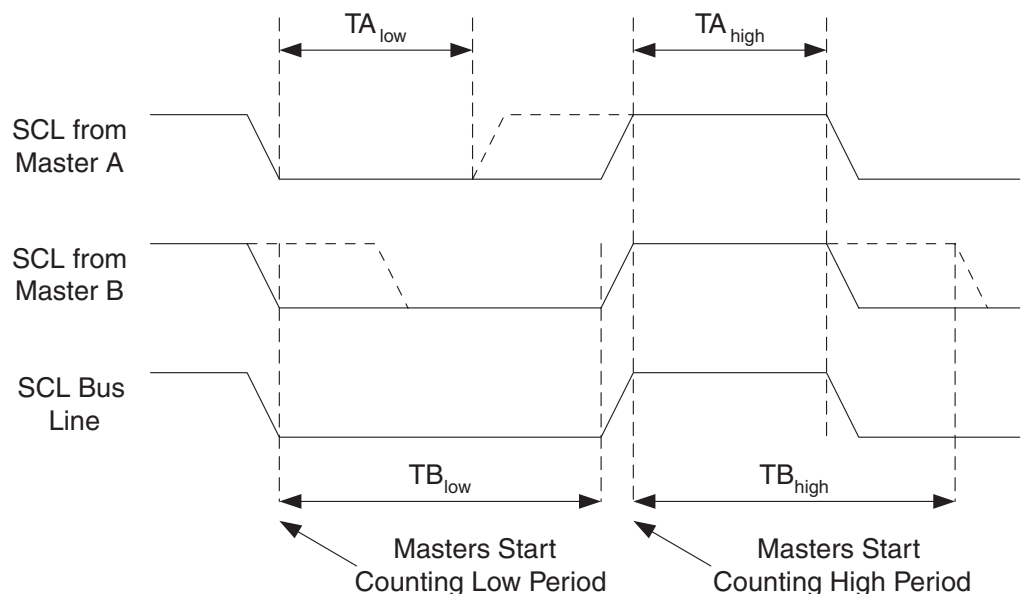 TA low
TA high
SCL from
Master A
SCL from
Master B
SCL Bus
Line
TB low
TB high
Masters Start
Counting Low Period
Masters Start
Counting High Period